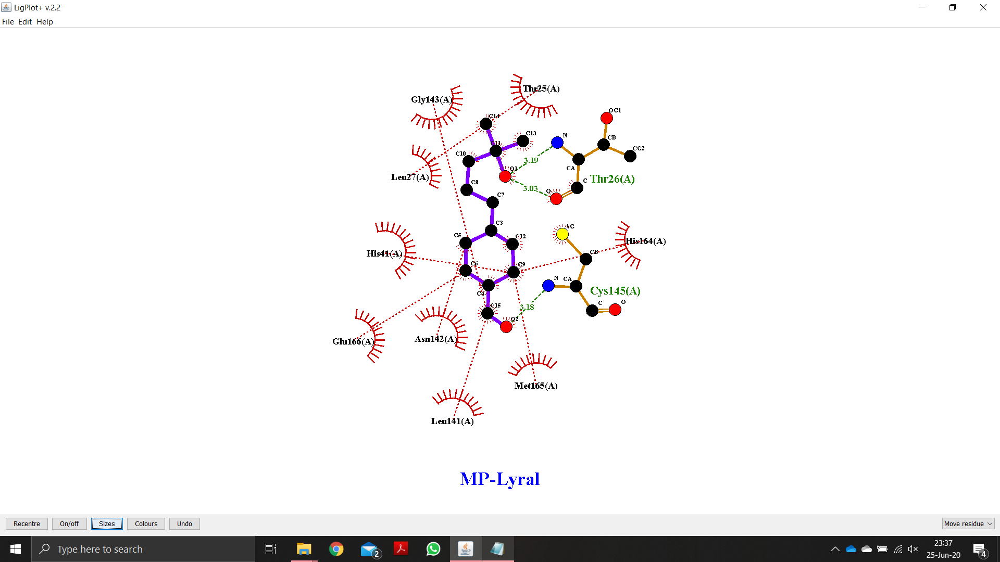 LigPlot+ v.2.2
File Edit Help
Thr25(A)
Gly143(A)
OG1
C14
C13
N
CB
C11
CG2
C10
O1
3.19
CA
Thr26(A)
Leu27(A)
C8
C
3.03
O
C7
C3
SG
C5
C12
His164(A)
His41(A)
CB
C6
C9
N
CA
Cys145(A)
C4
C15
3.18
C
O
O2
Glu166(A)
Asn142(A)
Met165(A)
Leu141(A)
MP-Lyral
Recentre On/off Sizes Colours Undo Move residue
Type here to search
2
23:37
25-Jun-20
4